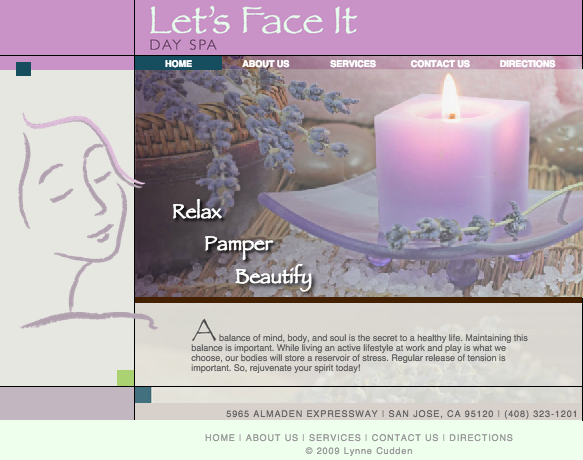 Let's Face It
DAY SPA
HOME ABOUT US SERVICES CONTACT US DIRECTIONS
Relax
Pamper
Beautify
A balance of mind, body, and soul is the secret to a healthy life. Maintaining this
balance is important. While living an active lifestyle at work and play is what we
choose, our bodies will store a reservoir of stress. Regular release of tension is
important. So, rejuvenate your spirit today!
5965 ALMADEN EXPRESSWAY | SAN JOSE, CA 95120 | (408) 323-1201
HOME | ABOUT US | SERVICES | CONTACT US | DIRECTIONS
© 2009 Lynne Cudden